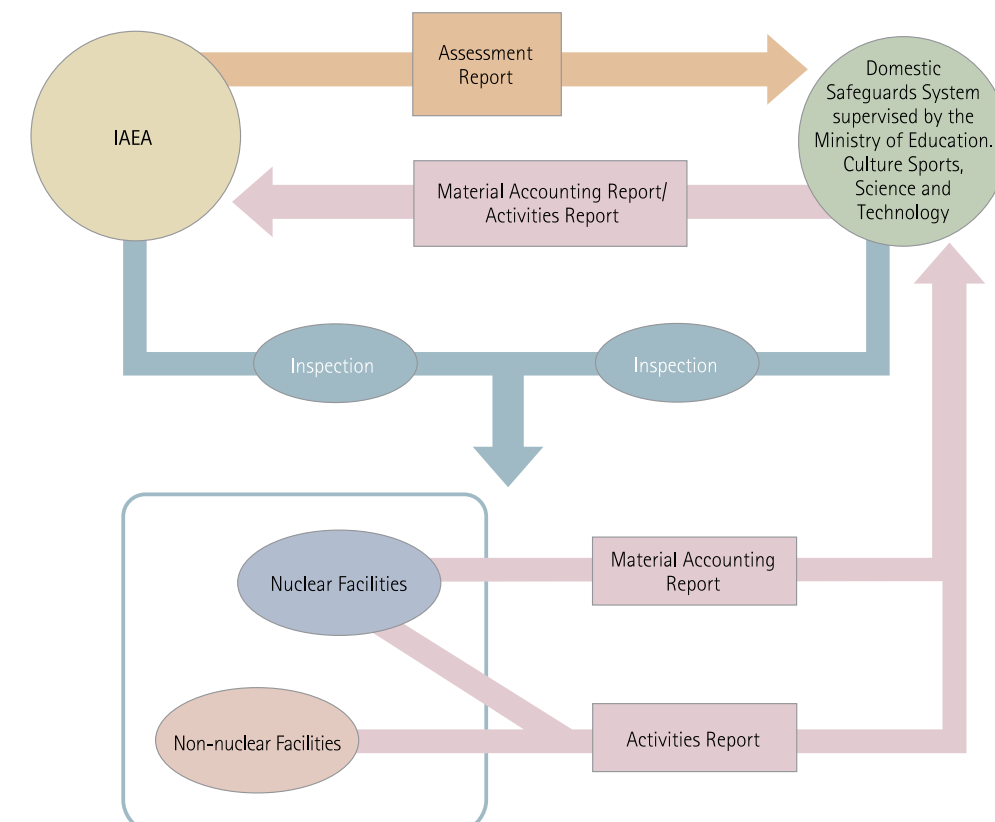 Assessment
Report
IAEA
Domestic
Safeguards System
supervised by the
Ministry of Education.
Culture Sports,
Science and
Technology
Material Accounting Report/
Activities Report
Inspection
Inspection
Nuclear Facilities
Material Accounting
Report
Non-nuclear Facilities
Activities Report